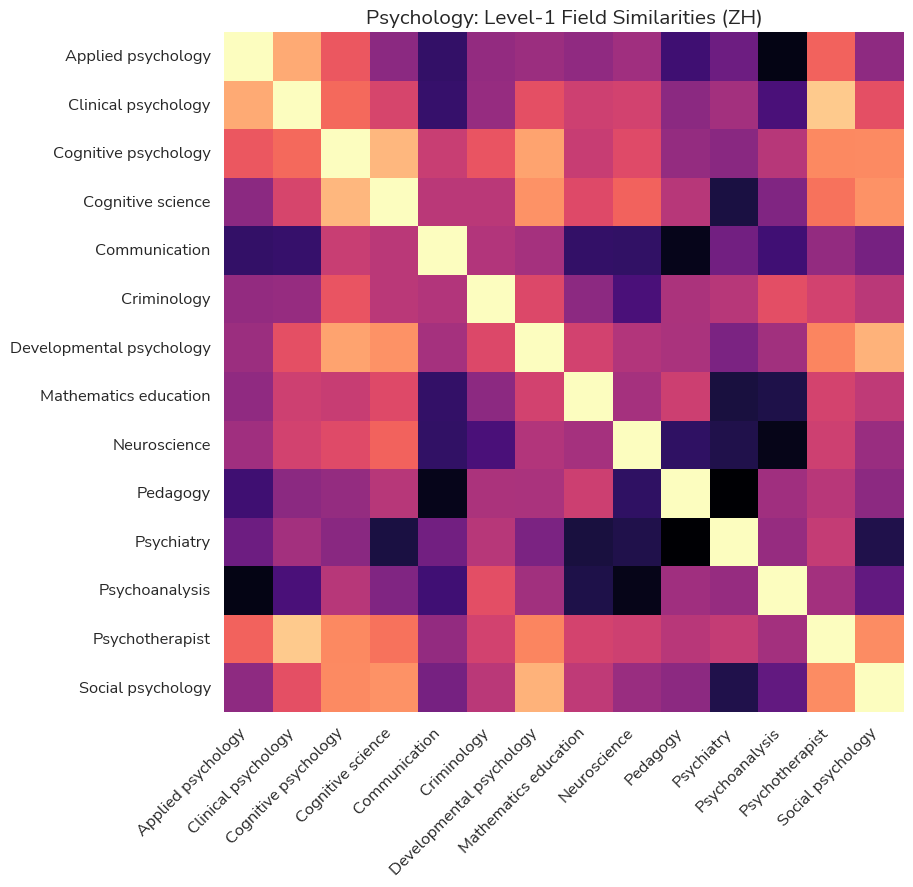 Psychology: Level-1 Field Similarities (ZH)
Applied psychology
Clinical psychology
Cognitive psychology
Cognitive science
Communication
Criminology
Developmental psychology
Mathematics education
Neuroscience
Pedagogy
Psychiatry
Psychoanalysis
Psychotherapist
Social psychology
Applied psychology
Clinical psychology
Cognitive psychology
Cognitive science
Communication
Criminology
Developmental psychology
Mathematics education
Neuroscience
Pedagogy
Psychiatry
Psychoanalysis
Psychotherapist
Social psychology